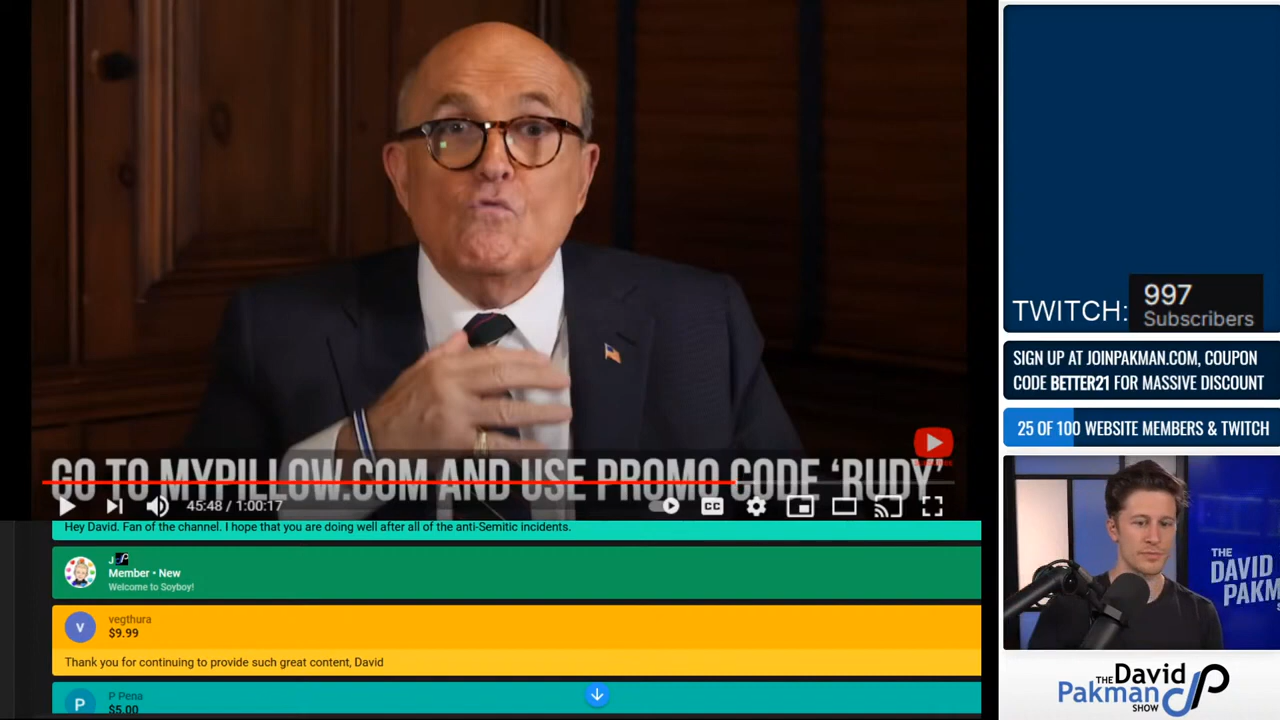 GO TO MYPILLOW.COM AND USE PROMO CODE ‘RUDY
45:48 / 1:00:17
CC
Hey David. Fan of the channel. I hope that you are doing well after all of the anti-Semitic incidents.
J
Member • New
Welcome to Soyboy!
V
vegthura
$9.99
Thank you for continuing to provide such great content, David
P
P Pena
$5.00
TWITCH:
997
Subscribers
SIGN UP AT JOINPAKMAN.COM, COUPON
CODE BETTER21 FOR MASSIVE DISCOUNT
25 OF 100 WEBSITE MEMBERS & TWITCH
THE
DAVID
PAKM
THE David
Pakman
SHOW